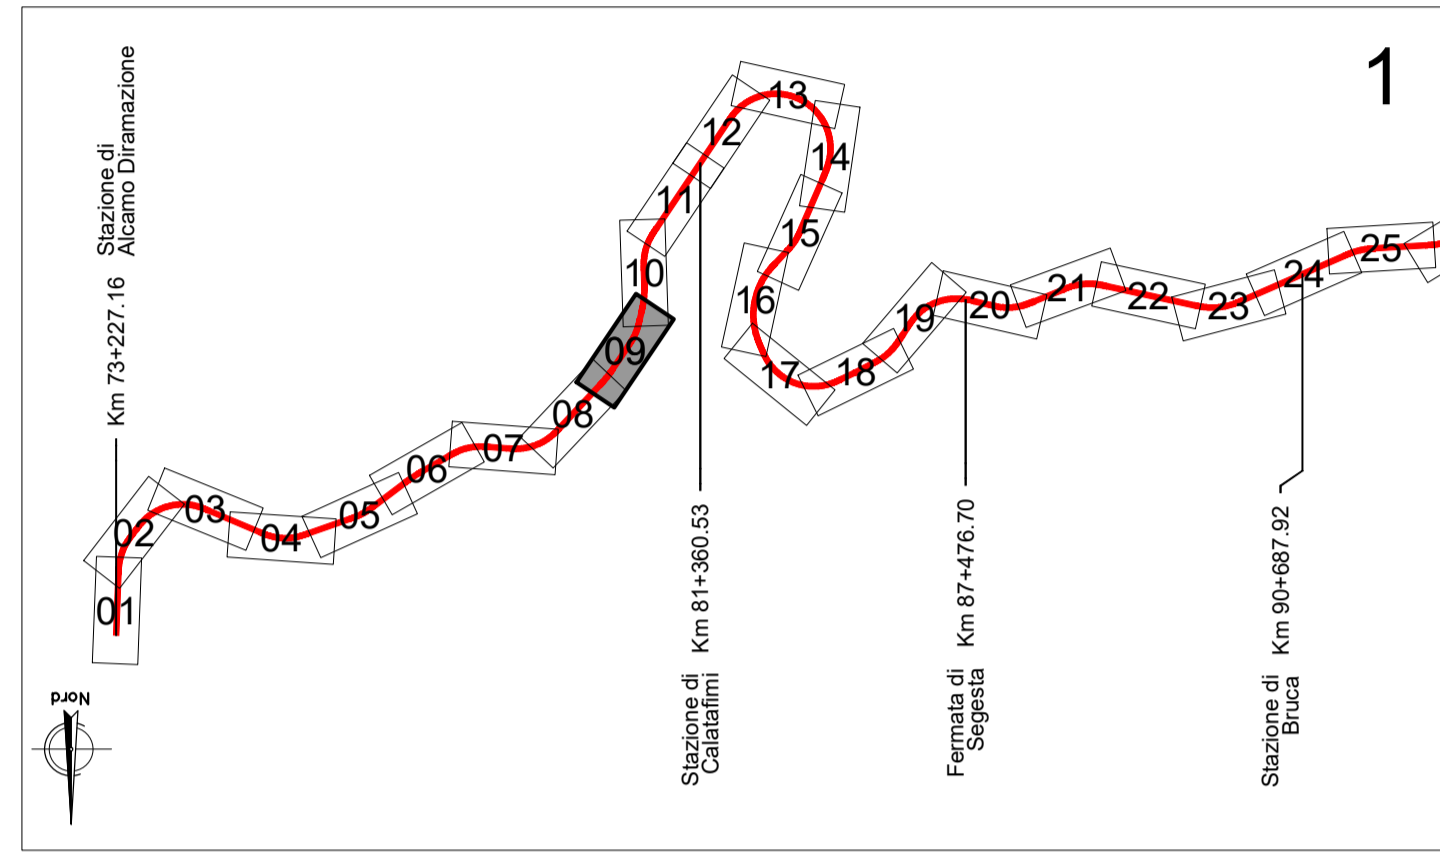 1
Stazione di
Alcamo Diramazione
Km 73+227.16
01
02
03
04
05
06
07
08
09
10
11
12
13
14
15
16
17
18
19
20
21
22
23
24
25
Stazione di
Calatafimi
Km 81+360.53
Fermata di
Segesta
Km 87+476.70
Stazione di
Bruca
Km 90+687.92
Nord